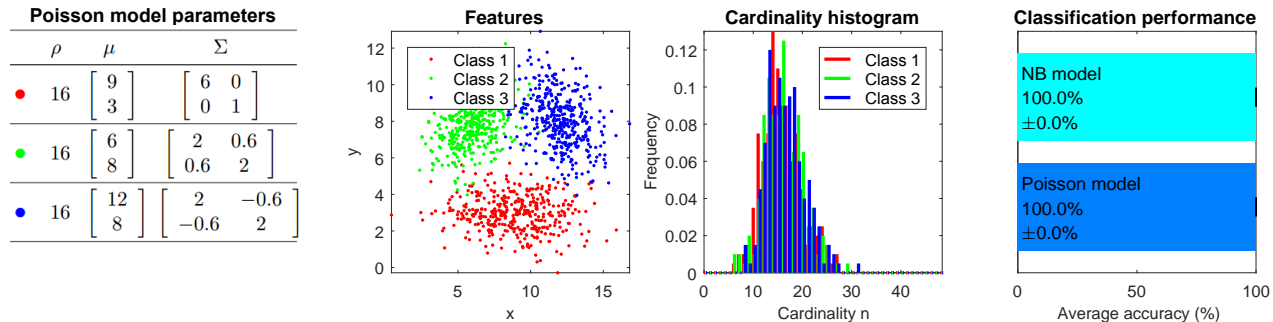 Poisson model parameters
ρ μ Σ
16 [ 9 3 ] [ 6 0 0 1 ]
16 [ 6 8 ] [ 2 0.6 0.6 2 ]
16 [ 12 8 ] [ 2 −0.6 −0.6 2 ]
Features
Class 1
Class 2
Class 3
y
12
10
8
6
4
2
0
5 10 15
x
Cardinality histogram
Class 1
Class 2
Class 3
Frequency
0.12
0.1
0.08
0.06
0.04
0.02
0
0 10 20 30 40
Cardinality n
Classification performance
NB model
100.0%
±0.0%
Poisson model
100.0%
±0.0%
0 50 100
Average accuracy (%)